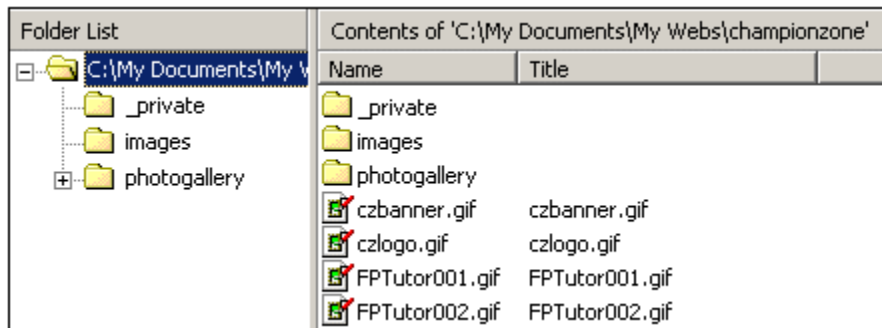 Folder List
C:\My Documents\My
_private
images
photogallery
Contents of 'C:\My Documents\My Webs\championzone'
Name Title
_private
images
photogallery
czbanner.gif czbanner.gif
czlogo.gif czlogo.gif
FPTutor001.gif FPTutor001.gif
FPTutor002.gif FPTutor002.gif